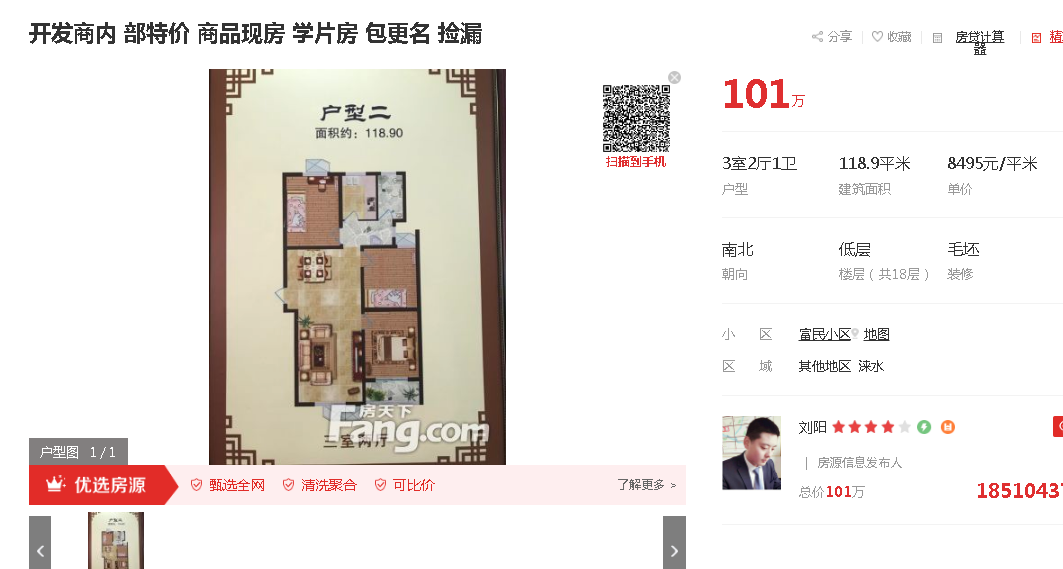 开发商内 部特价 商品现房 学片房 包更名 捡漏
分享
收藏
房贷计算器
户型二
面积约：118.90
房天下
Fang.com
三室两厅
扫描到手机
户型图 1/1
优选房源
甄选全网
清洗聚合
可比价
了解更多 >
101万
3室2厅1卫
118.9平米
8495元/平米
户型
建筑面积
单价
南北
低层
毛坯
朝向
楼层（共18层）
装修
小 区
富民小区
地图
区 域
其他地区 涞水
刘阳
| 房源信息发布人
总价101万
1851043